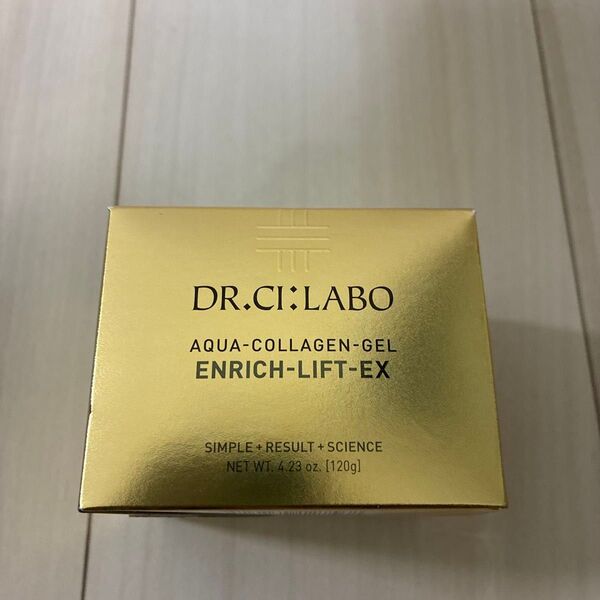 DR.CI:LABO
AQUA-COLLAGEN-GEL
ENRICH-LIFT-EX
SIMPLE+RESULT+SCIENCE
NET WT. 4.23 oz. [120g]